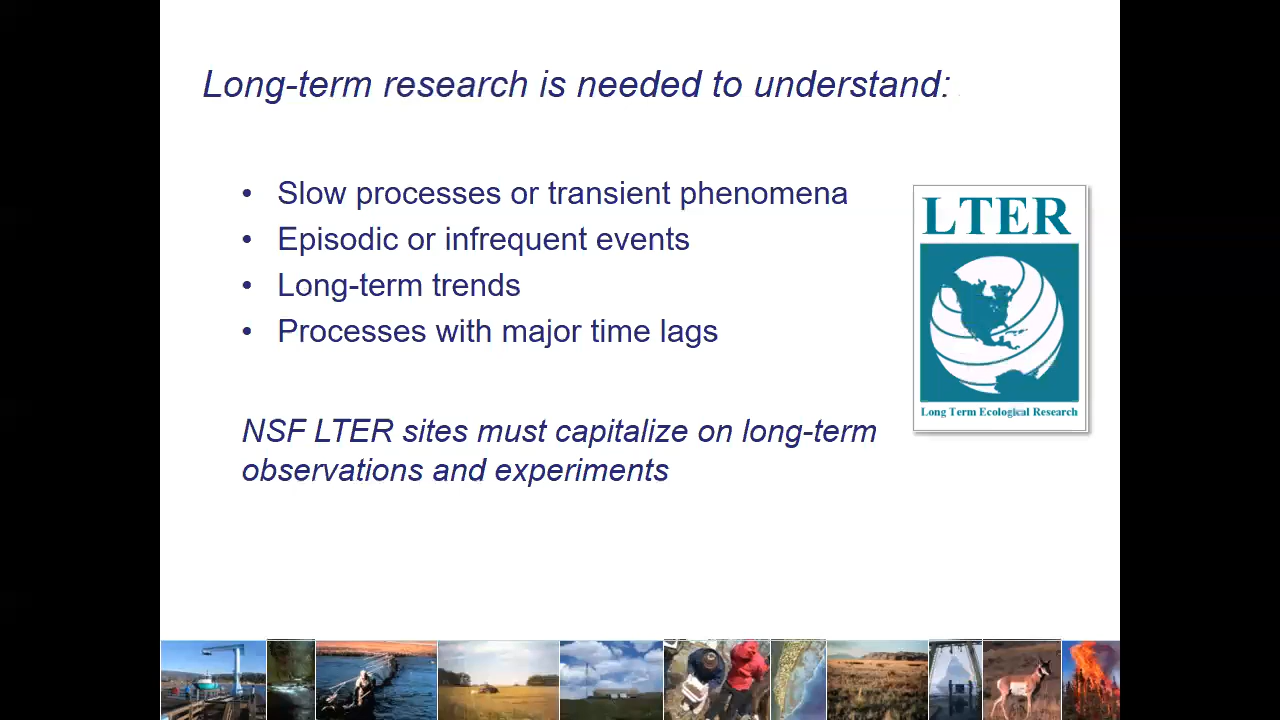 Long-term research is needed to understand:
• Slow processes or transient phenomena
• Episodic or infrequent events
• Long-term trends
• Processes with major time lags
LTER
Long Term Ecological Research
NSF LTER sites must capitalize on long-term
observations and experiments